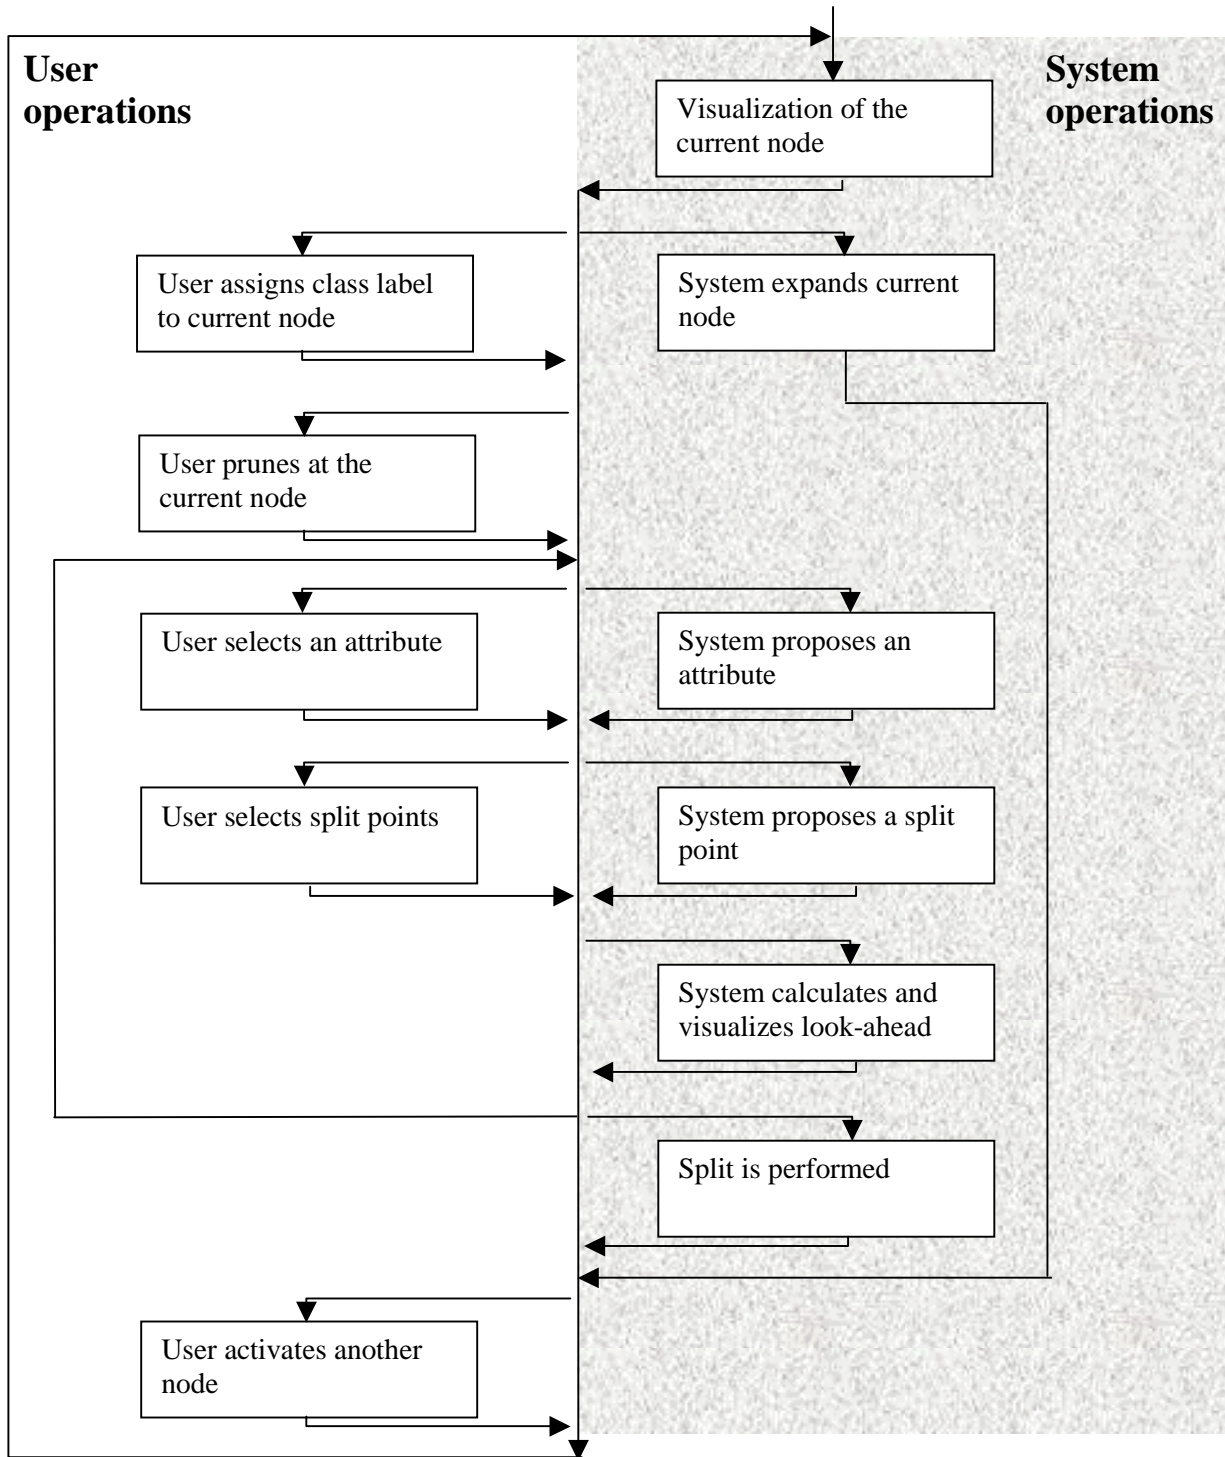 User
operations
System
operations
Visualization of the
current node
User assigns class label
to current node
System expands current
node
User prunes at the
current node
User selects an attribute
System proposes an
attribute
User selects split points
System proposes a split
point
System calculates and
visualizes look-ahead
Split is performed
User activates another
node